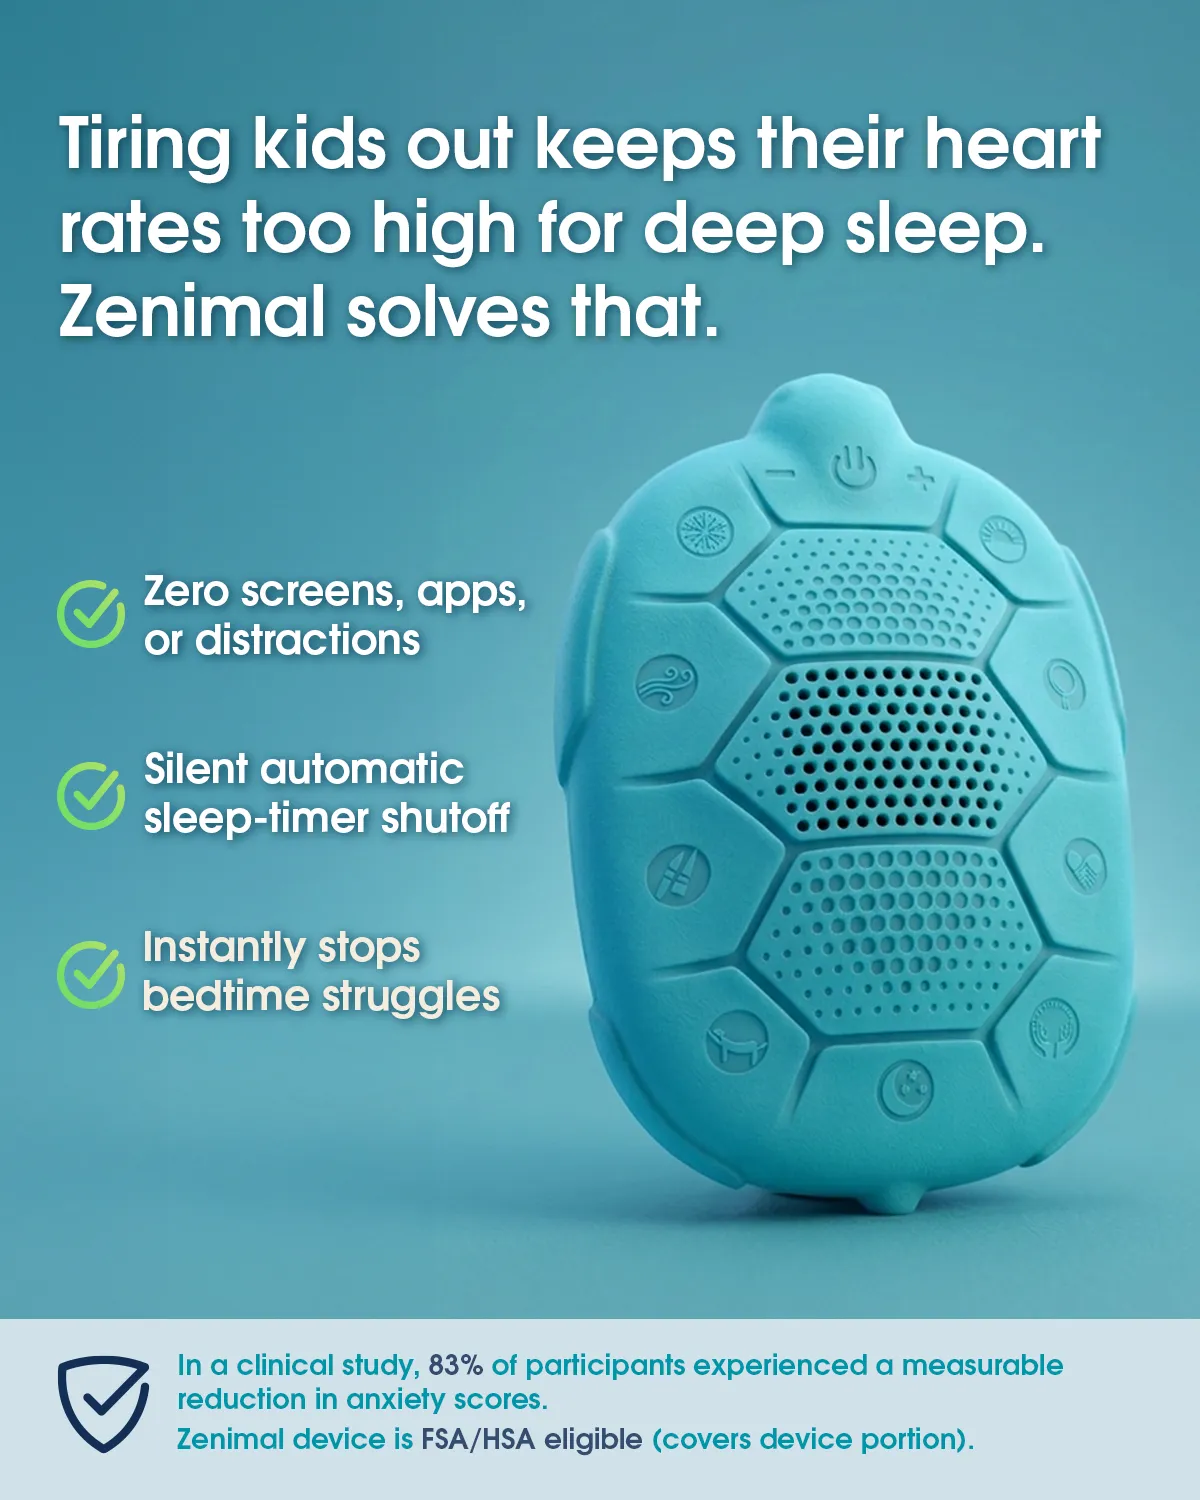 Tiring kids out keeps their heart
rates too high for deep sleep.
Zenimal solves that.
Zero screens, apps,
or distractions
Silent automatic
sleep-timer shutoff
Instantly stops
bedtime struggles
In a clinical study, 83% of participants experienced a measurable
reduction in anxiety scores.
Zenimal device is FSA/HSA eligible (covers device portion).